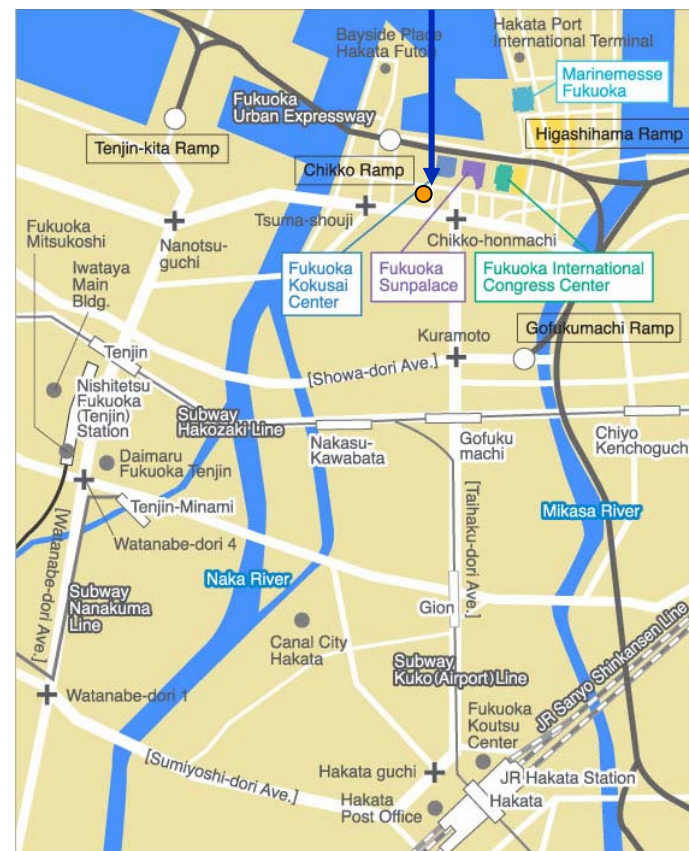 Bayside Place
Hakata Futoh
Hakata Port
International Terminal
Marinemesse
Fukuoka
Fukuoka
Urban Expressway
Tenjin-kita Ramp
Higashihama Ramp
Chikko Ramp
Tsuma-shouji
Chikko-honmachi
Fukuoka
Mitsukoshi
Nanotsu-
guchi
Iwataya
Main
Bldg.
Fukuoka
Kokusai
Center
Fukuoka
Sunpalace
Fukuoka International
Congress Center
Kuramoto
Gofukumachi Ramp
Tenjin
[Showa-dori Ave.]
Nishitetsu
Fukuoka
(Tenjin)
Station
Subway
Hakozaki Line
Nakasu-
Kawabata
Gofuku
machi
Chiyo
Kenchoguch
Daimaru
Fukuoka Tenjin
Tenjin-Minami
Watanabe-dori 4
[Watanabe-dori Ave.]
[Taihaku-dori Ave.]
Mikasa River
Naka River
Subway
Nanakuma
Line
Gion
Canal City
Hakata
Subway
Kuko(Airport)Line
JR Sanyo Shinkansen Line
Watanabe-dori 1
Fukuoka
Koutsu
Center
[Sumiyoshi-dori Ave.]
Hakata guchi
JR Hakata Station
Hakata
Hakata
Post Office